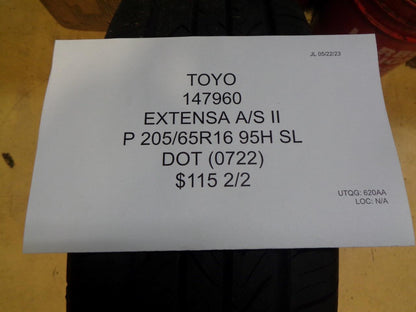 JL 05/22/23
TOYO
147960
EXTENSA A/S II
P 205/65R16 95H SL
DOT (0722)
$115 2/2
UTQG: 620AA
LOC: N/A